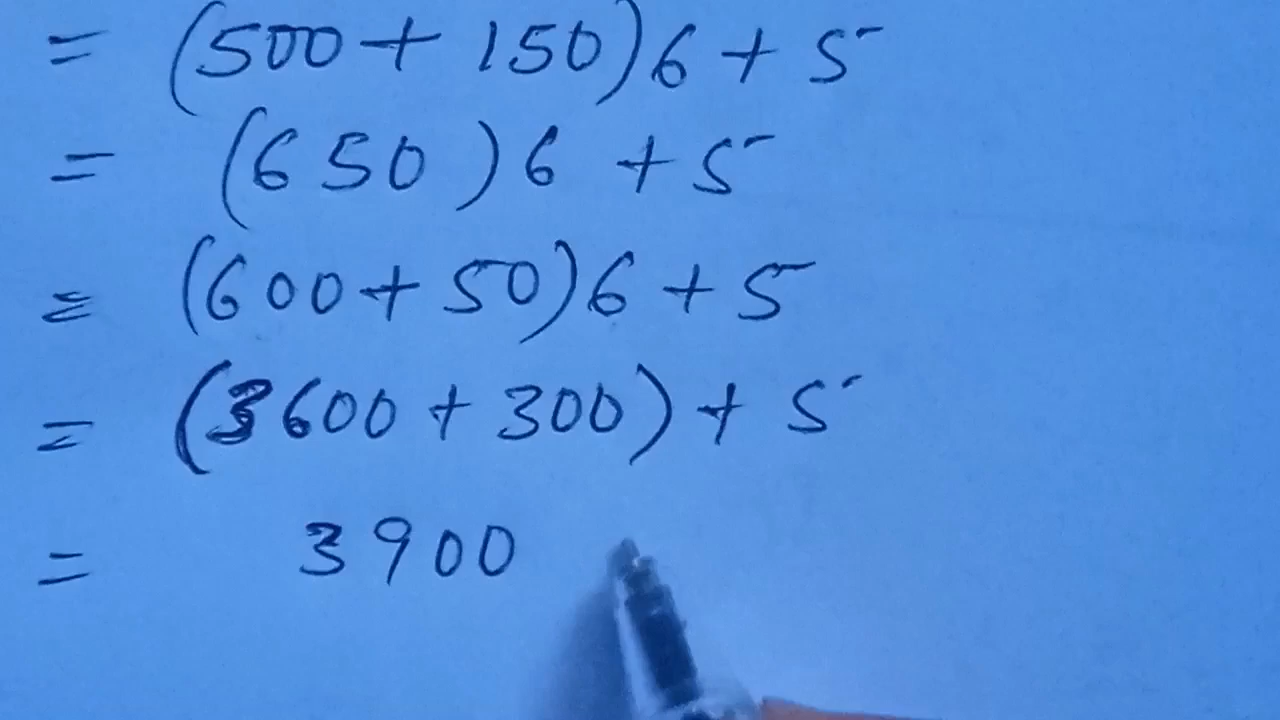 = (500 + 150)6 + 5
= (650)6 + 5
= (600 + 50)6 + 5
= (3600 + 300) + 5
= 3900